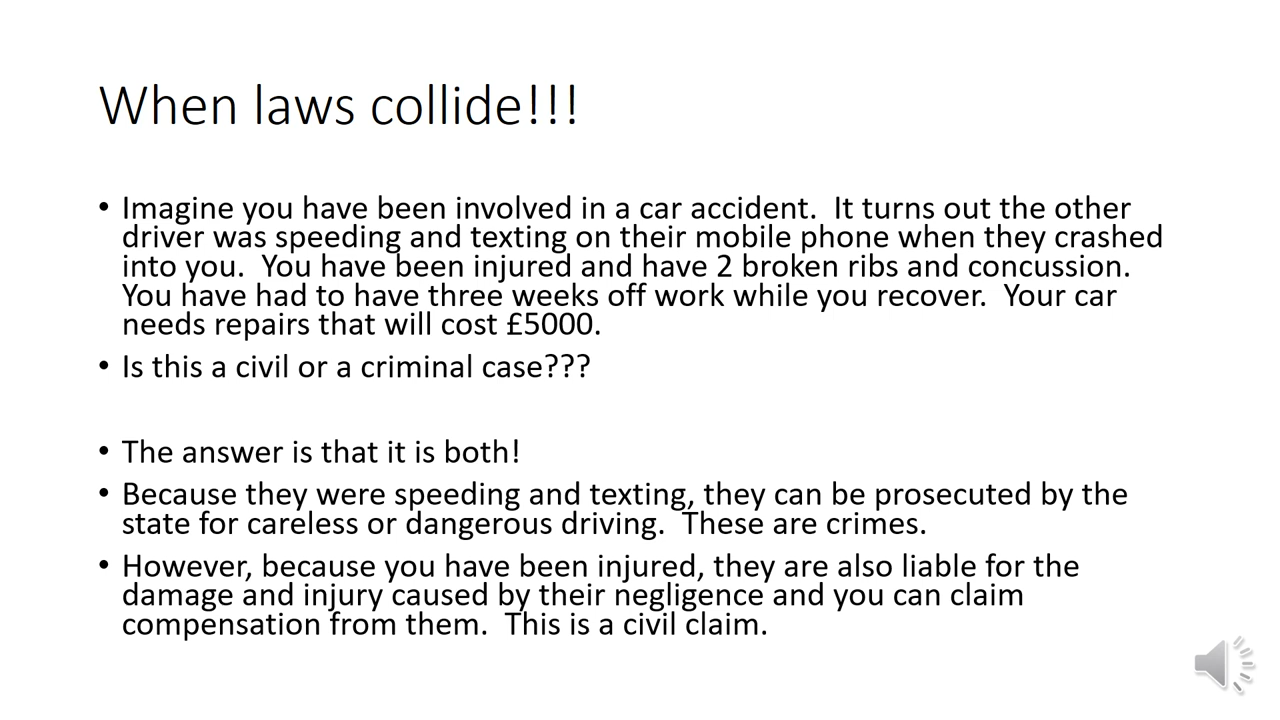 When laws collide!!!
• Imagine you have been involved in a car accident.  It turns out the other
driver was speeding and texting on their mobile phone when they crashed
into you.  You have been injured and have 2 broken ribs and concussion.
You have had to have three weeks off work while you recover.  Your car
needs repairs that will cost £5000.
• Is this a civil or a criminal case???
• The answer is that it is both!
• Because they were speeding and texting, they can be prosecuted by the
state for careless or dangerous driving.  These are crimes.
• However, because you have been injured, they are also liable for the
damage and injury caused by their negligence and you can claim
compensation from them.  This is a civil claim.